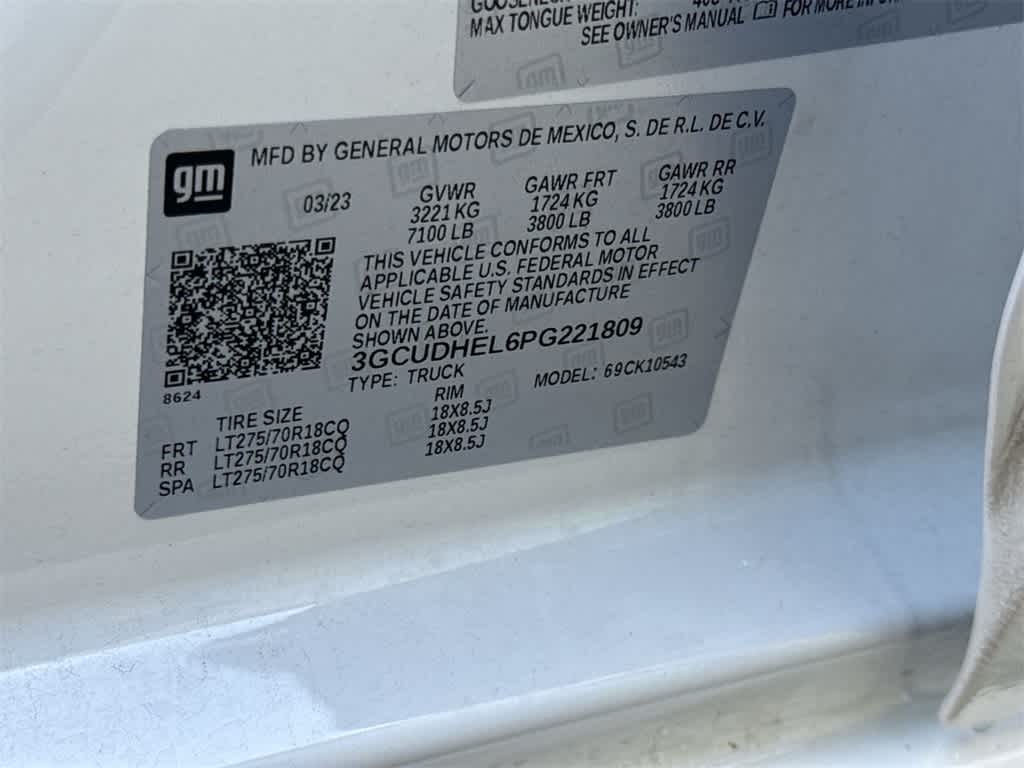 MAX TONGUE WEIGHT:
SEE OWNER'S MANUAL FOR MORE
gm
MFD BY GENERAL MOTORS DE MEXICO, S. DE R.L. DE C.V.
03/23 GVWR GAWR FRT GAWR RR
3221 KG 1724 KG 1724 KG
7100 LB 3800 LB 3800 LB
THIS VEHICLE CONFORMS TO ALL
APPLICABLE U.S. FEDERAL MOTOR
VEHICLE SAFETY STANDARDS IN EFFECT
ON THE DATE OF MANUFACTURE
SHOWN ABOVE.
3GCUDHEL6PG221809
TYPE: TRUCK MODEL: 69CK10543
8624
TIRE SIZE RIM
FRT LT275/70R18CQ 18X8.5J
RR LT275/70R18CQ 18X8.5J
SPA LT275/70R18CQ 18X8.5J